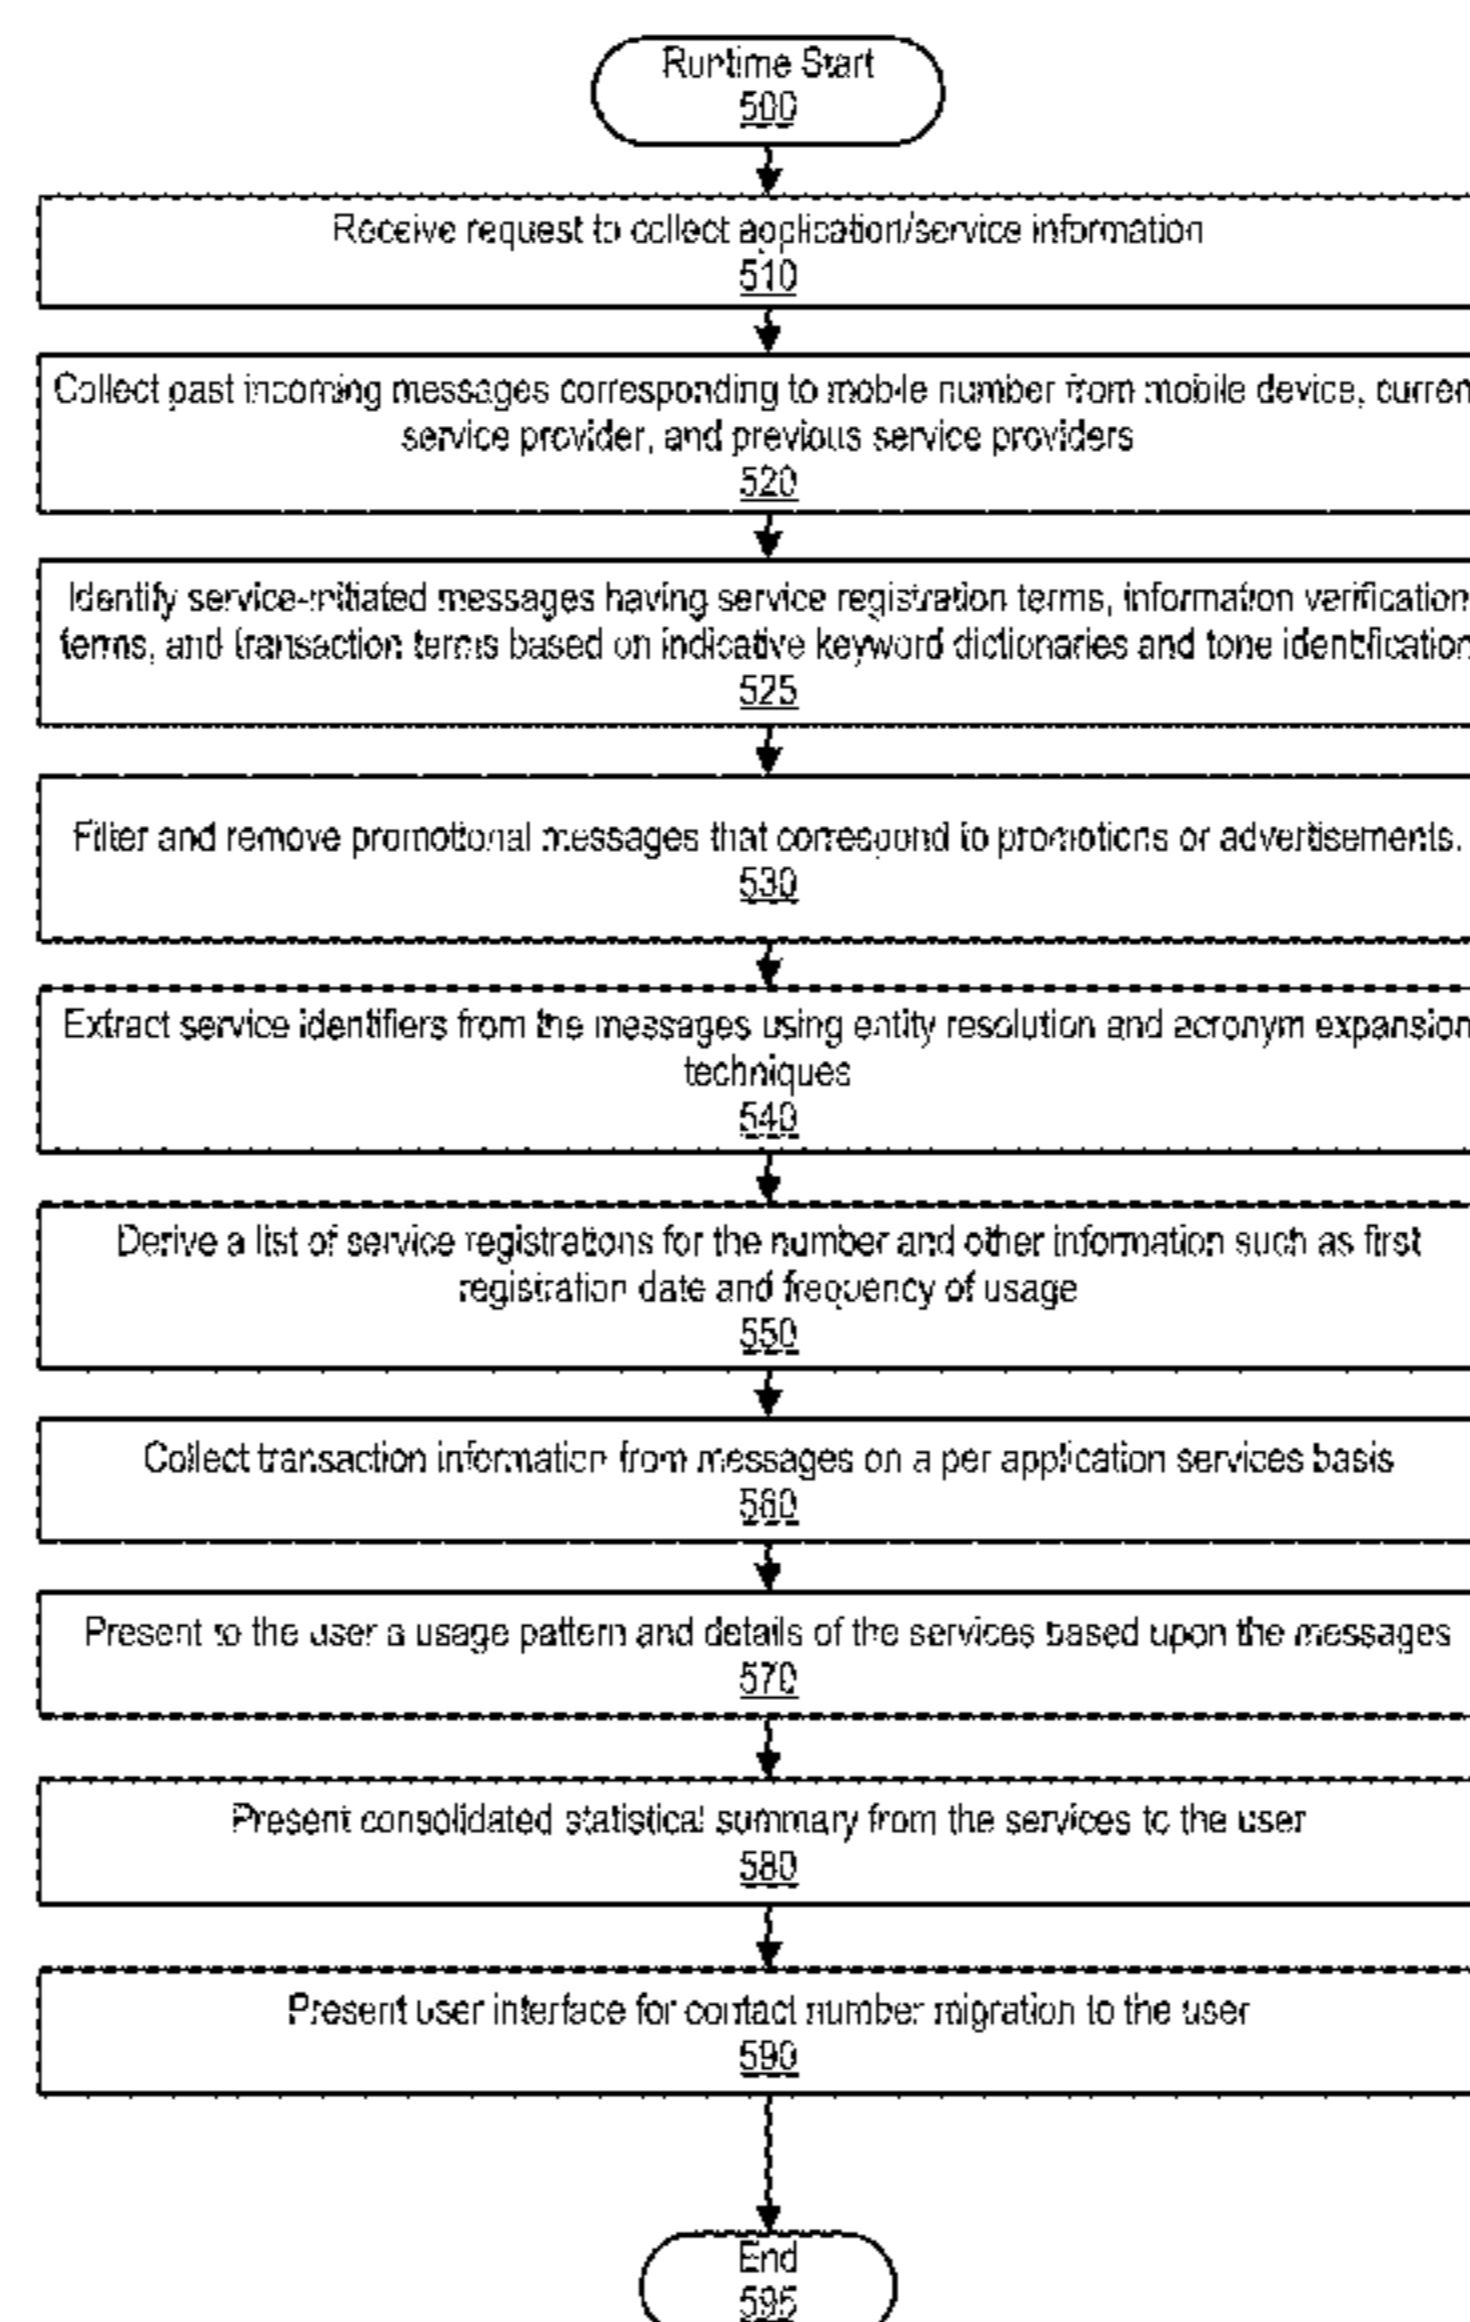 Runtime Start
500
Receive request to collect application/service information
510
Collect past incoming messages corresponding to mobile number from mobile device, curren
service provider, and previous service providers
520
Identify service-initiated messages having service registration terms, information verification
terms, and transaction terms based on indicative keyword dictionaries and tone identification
525
Filter and remove promotional messages that correspond to promotions or advertisements.
530
Extract service identifiers from the messages using entity resolution and acronym expansion
techniques
540
Derive a list of service registrations for the number and other information such as first
registration date and frequency of usage
550
Collect transaction information from messages on a per application services basis
560
Present to the user a usage pattern and details of the services based upon the messages
570
Present consolidated statistical summary from the services to the user
580
Present user interface for contact number migration to the user
590
End
595